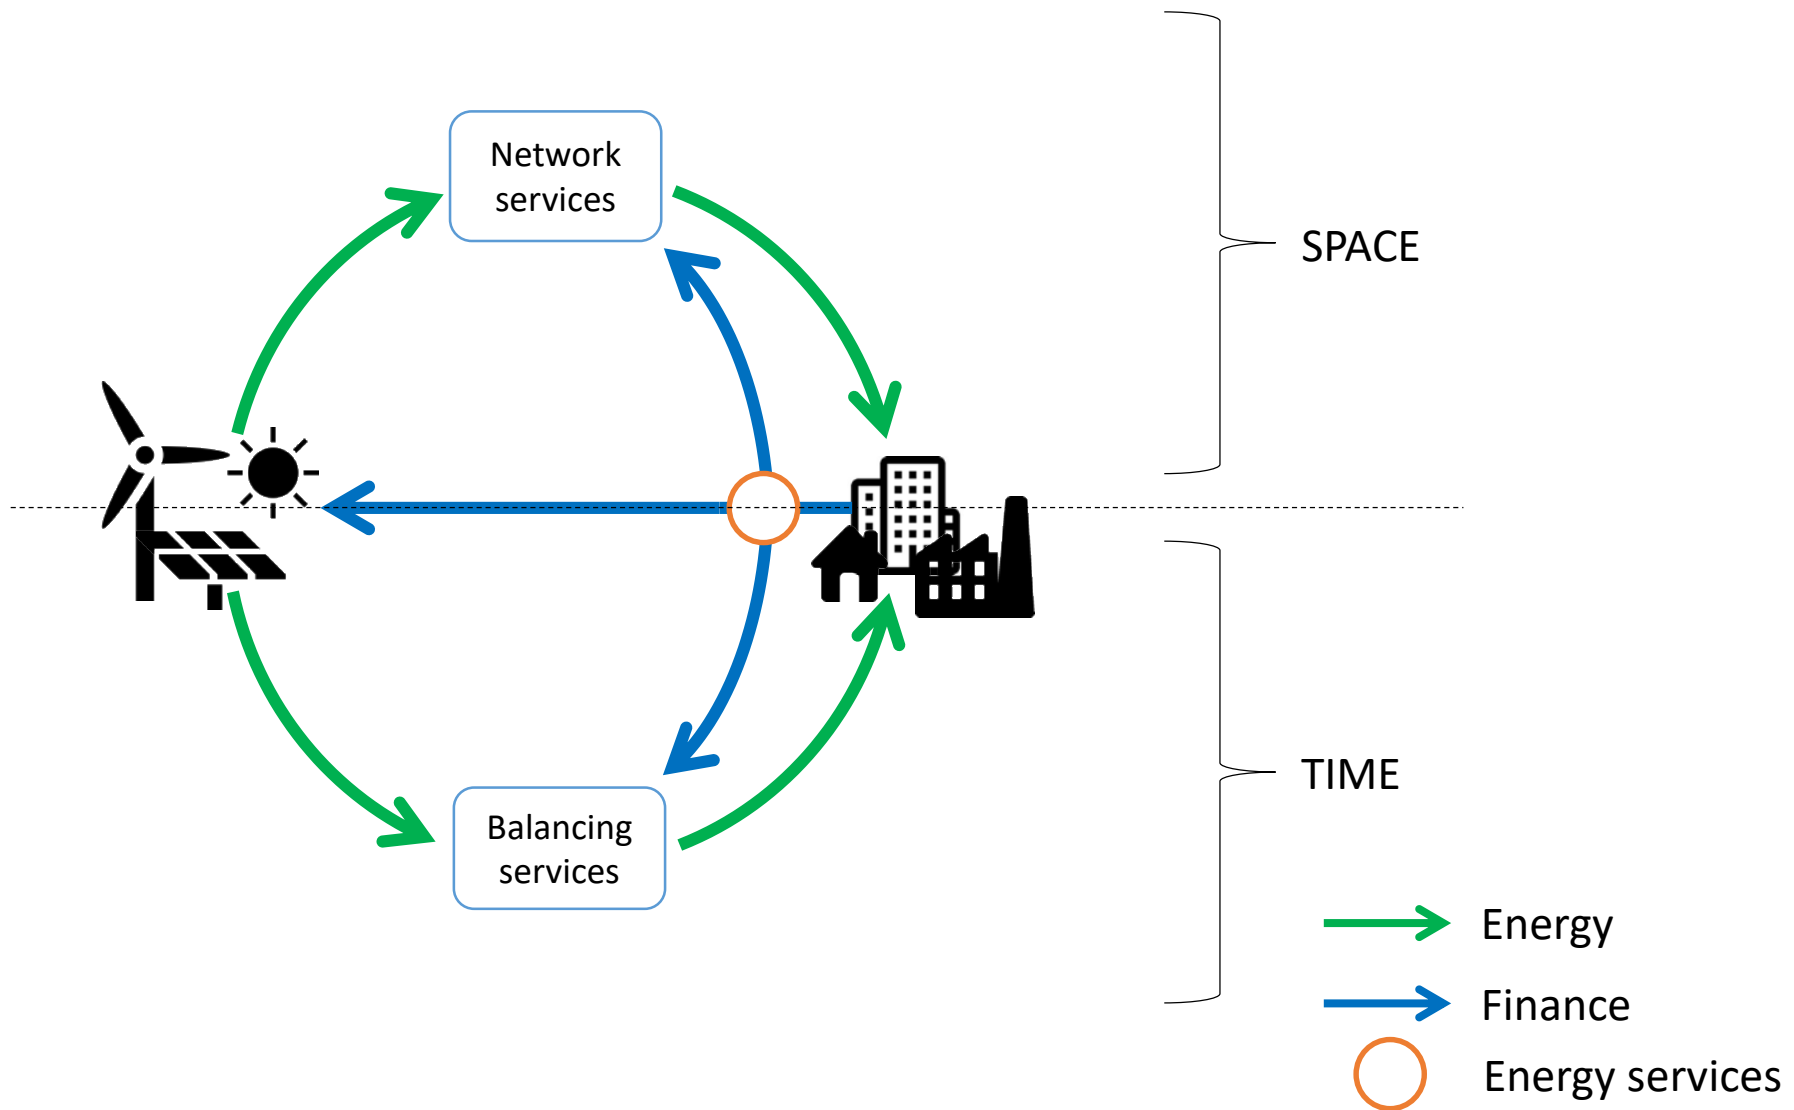 Network
services
SPACE
TIME
Balancing
services
Energy
Finance
Energy services